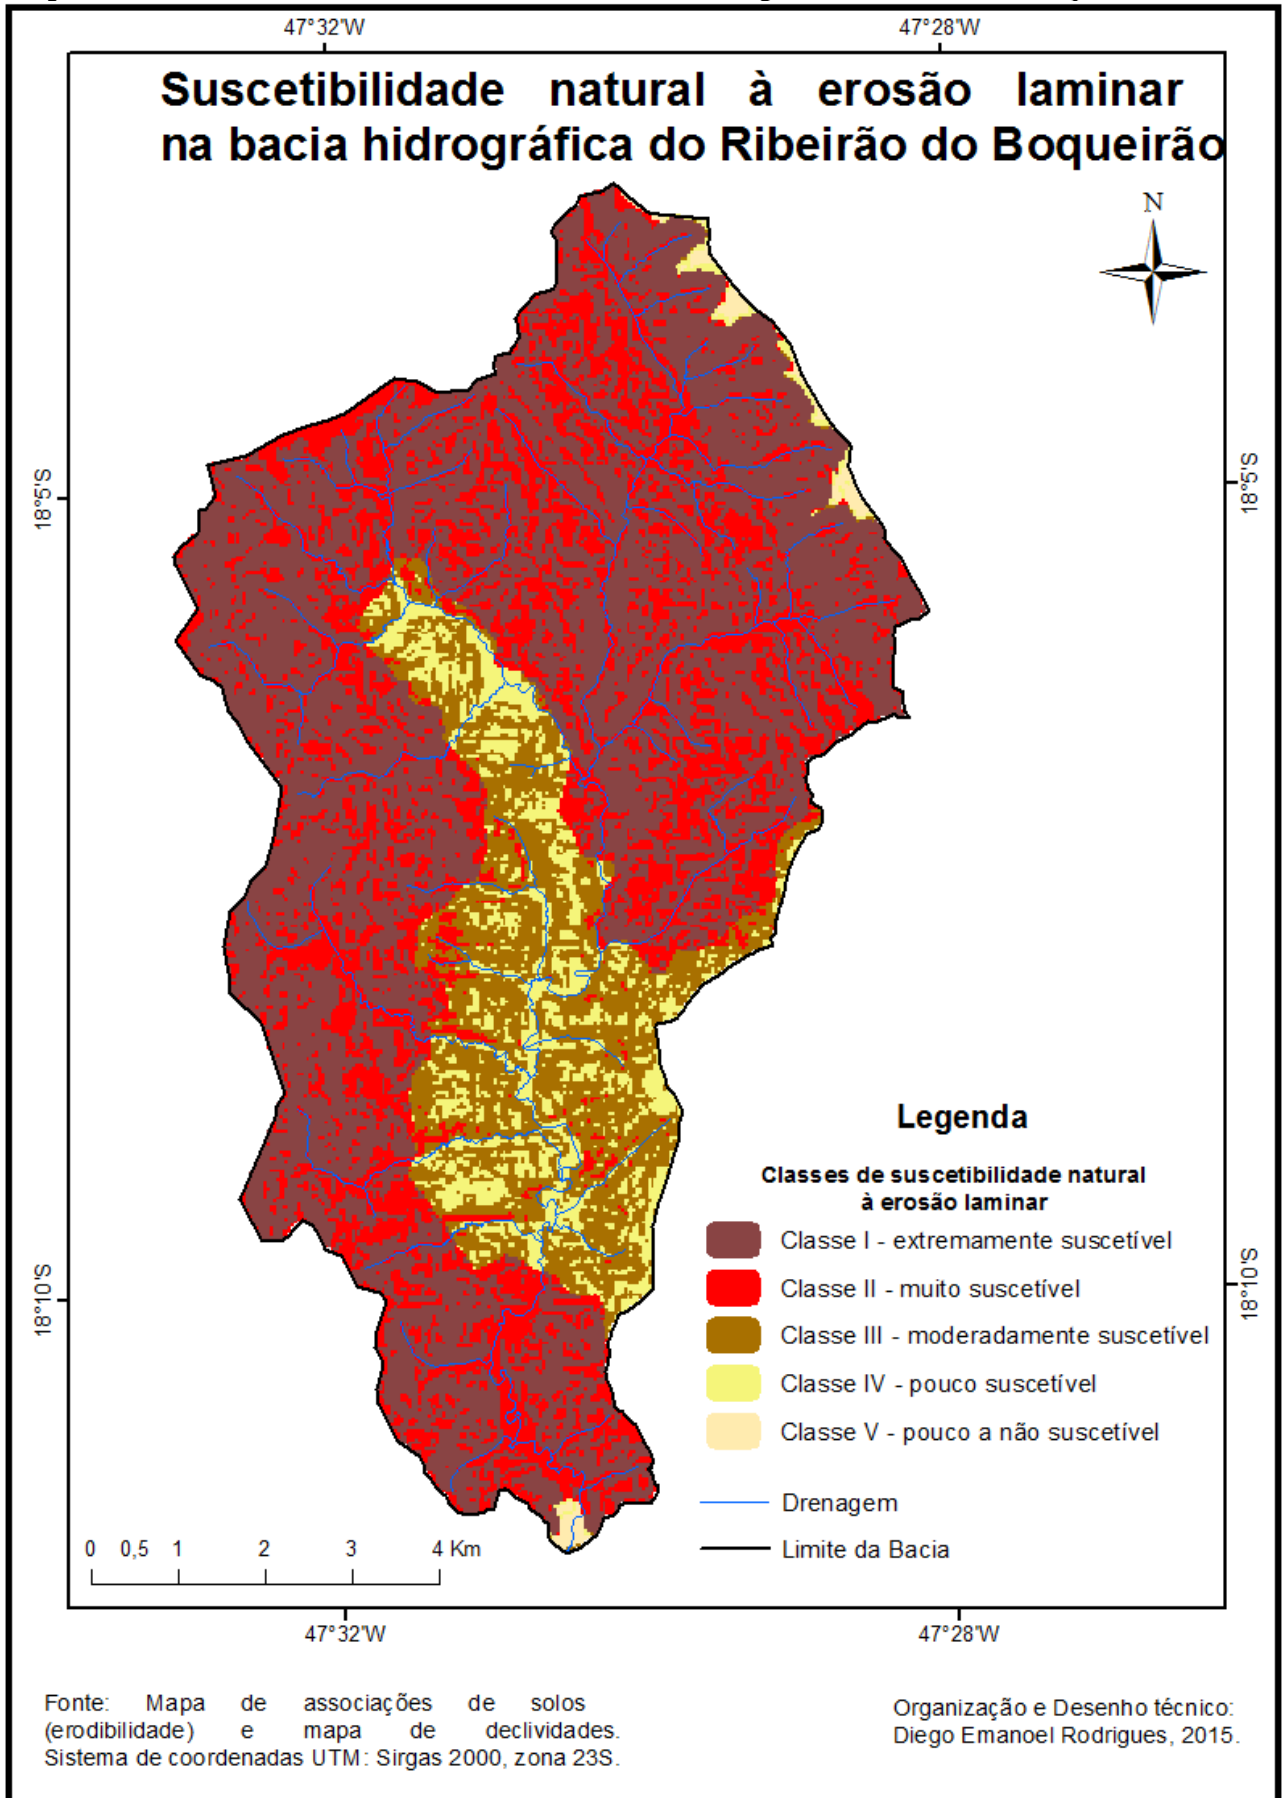 47°32'W
47°28'W
Suscetibilidade natural à erosão laminar
na bacia hidrográfica do Ribeirão do Boqueirão
N
18°5'S
18°5'S
Legenda
Classes de suscetibilidade natural
à erosão laminar
Classe I - extremamente suscetível
Classe II - muito suscetível
Classe III - moderadamente suscetível
Classe IV - pouco suscetível
Classe V - pouco a não suscetível
Drenagem
Limite da Bacia
18°10'S
18°10'S
0 0,5 1 2 3 4 Km
47°32'W
47°28'W
Fonte: Mapa de associações de solos
(erodibilidade) e mapa de declividades.
Sistema de coordenadas UTM: Sirgas 2000, zona 23S.
Organização e Desenho técnico:
Diego Emanoel Rodrigues, 2015.